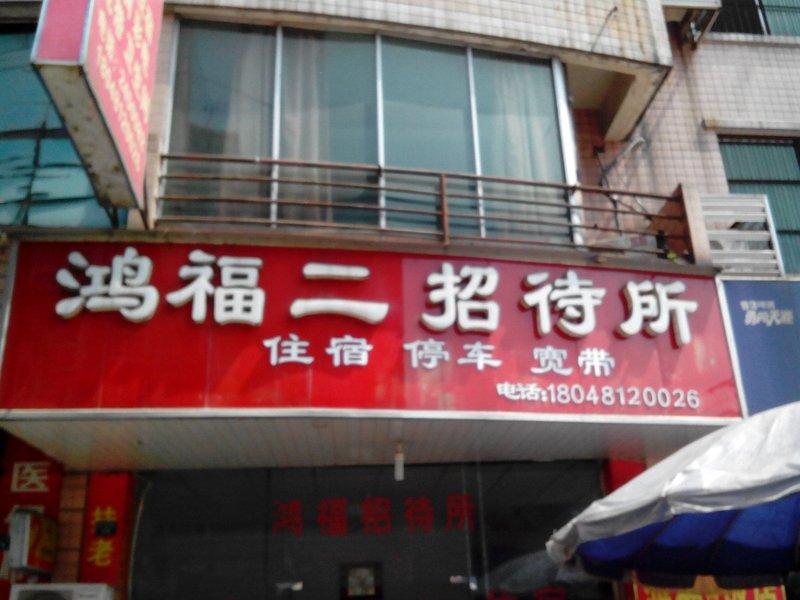 鸿福二招待所
住宿 停车 宽带
电话:18048120026
鸿福招待所
医